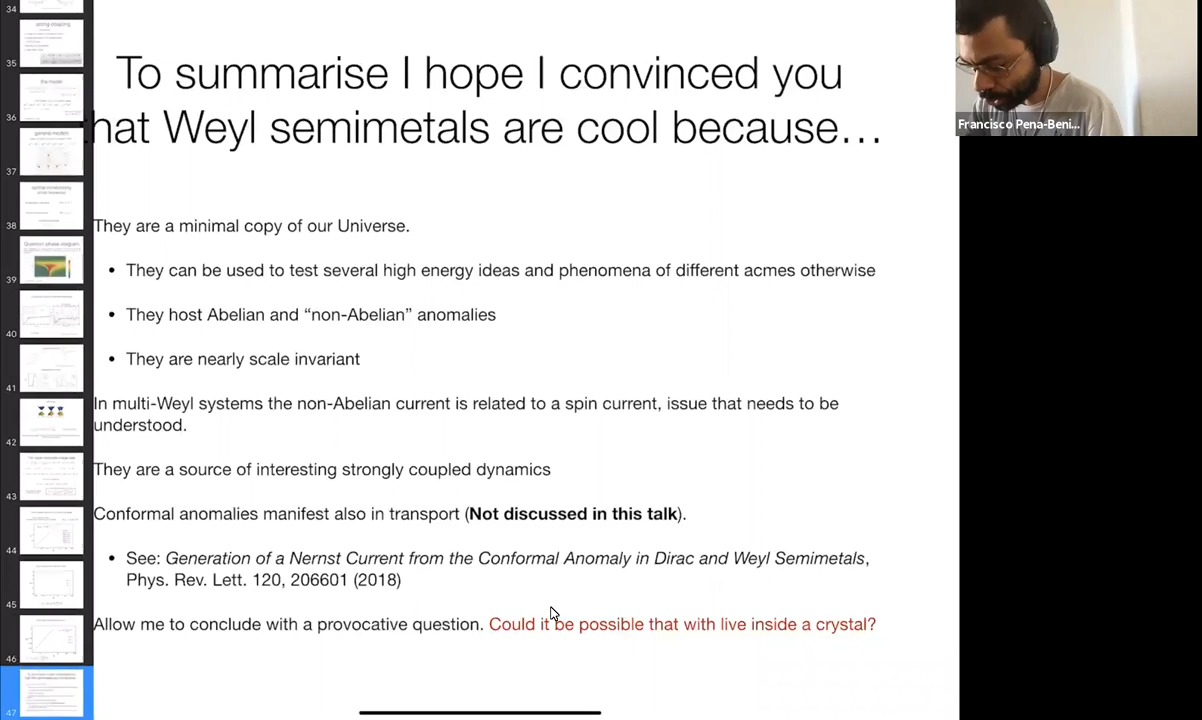 To summarise I hope I convinced you
that Weyl semimetals are cool because…
They are a minimal copy of our Universe.
• They can be used to test several high energy ideas and phenomena of different acmes otherwise
• They host Abelian and “non-Abelian” anomalies
• They are nearly scale invariant
In multi-Weyl systems the non-Abelian current is related to a spin current, issue that needs to be
understood.
They are a source of interesting strongly coupled dynamics
Conformal anomalies manifest also in transport (Not discussed in this talk).
• See: Generation of a Nernst Current from the Conformal Anomaly in Dirac and Weyl Semimetals,
Phys. Rev. Lett. 120, 206601 (2018)
Allow me to conclude with a provocative question. Could it be possible that with live inside a crystal?
Francisco Pena-Beni...
34
35
36
37
38
39
40
41
42
43
44
45
46
47